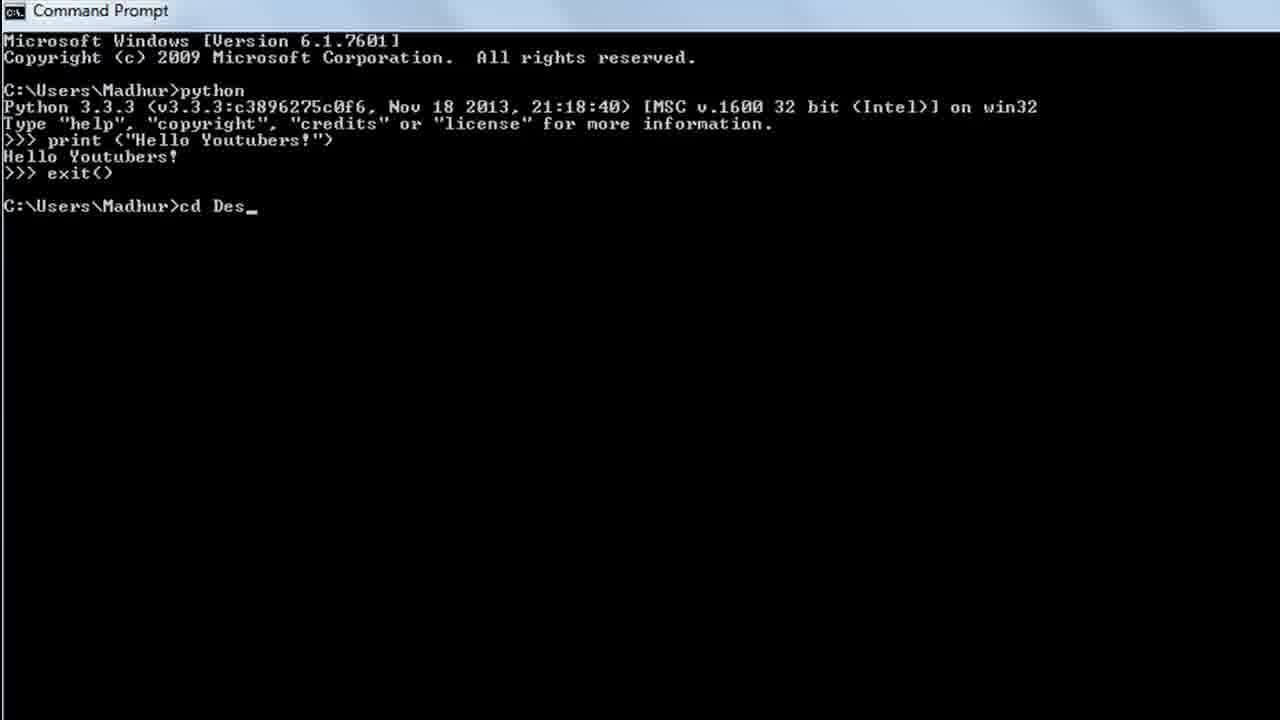 Command Prompt
Microsoft Windows [Version 6.1.7601]
Copyright (c) 2009 Microsoft Corporation.  All rights reserved.
C:\Users\Madhur>python
Python 3.3.3 (v3.3.3:c3896275c0f6, Nov 18 2013, 21:18:40) [MSC v.1600 32 bit (Intel)] on win32
Type "help", "copyright", "credits" or "license" for more information.
>>> print ("Hello Youtubers!")
Hello Youtubers!
>>> exit()
C:\Users\Madhur>cd Des_